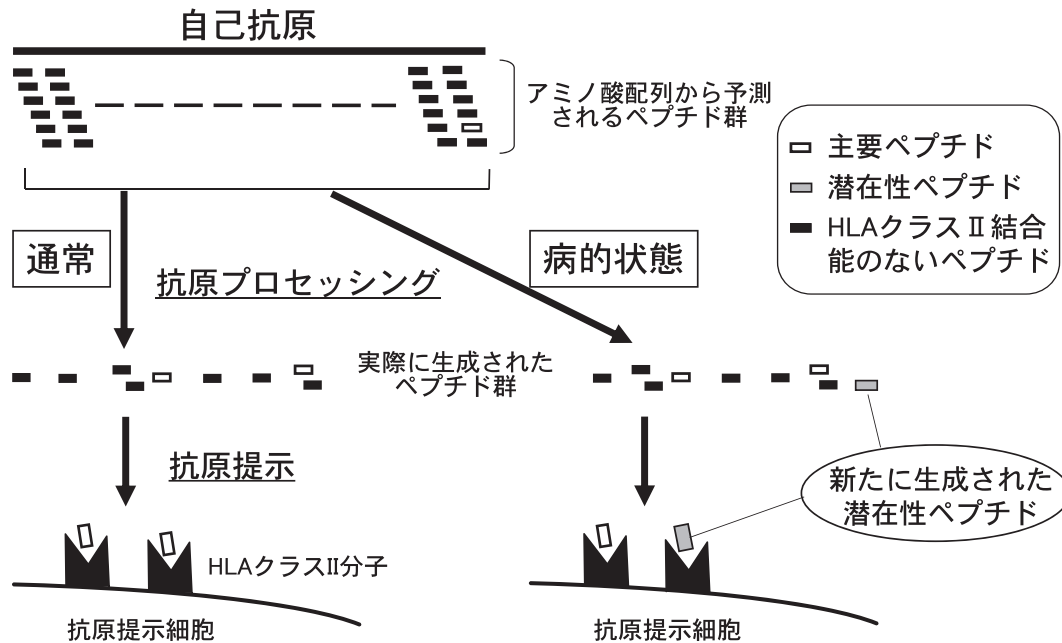 自己抗原
アミノ酸配列から予測
されるペプチド群
主要ペプチド
潜在性ペプチド
HLAクラスⅡ結合
能のないペプチド
通常
病的状態
抗原プロセッシング
実際に生成された
ペプチド群
抗原提示
新たに生成された
潜在性ペプチド
HLAクラスII分子
抗原提示細胞
抗原提示細胞